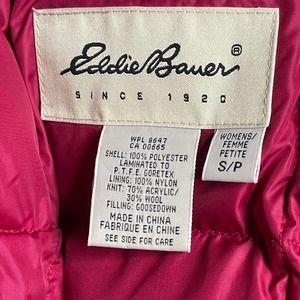 Eddie Bauer ®
SINCE 1920
WPL 9647
CA 00665
SHELL: 100% POLYESTER
LAMINATED TO
P.T.F.E. GORETEX
LINING: 100% NYLON
KNIT: 70% ACRYLIC/
30% WOOL
FILLING: GOOSEDOWN
MADE IN CHINA
FABRIQUE EN CHINE
SEE SIDE FOR CARE
WOMENS/
FEMME
PETITE
S/P